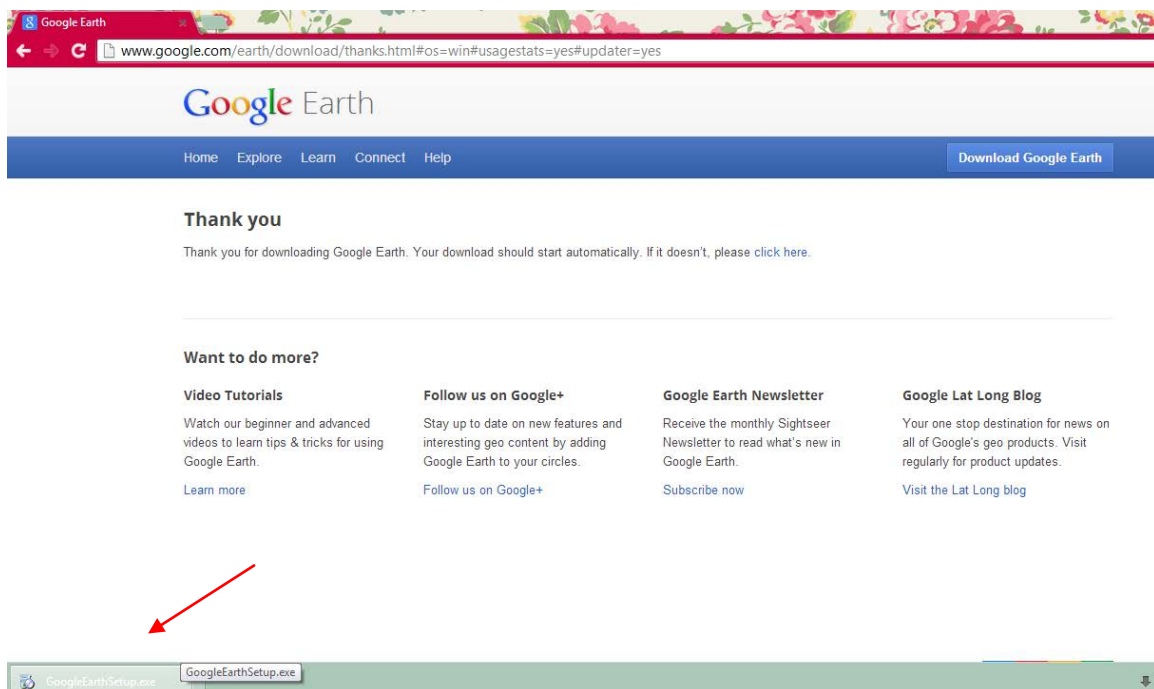 Google Earth
www.google.com/earth/download/thanks.html#os=win#usagestats=yes#updater=yes
Google Earth
Home Explore Learn Connect Help Download Google Earth
Thank you
Thank you for downloading Google Earth. Your download should start automatically. If it doesn't, please click here.
Want to do more?
Video Tutorials
Watch our beginner and advanced
videos to learn tips & tricks for using
Google Earth.
Learn more
Follow us on Google+
Stay up to date on new features and
interesting geo content by adding
Google Earth to your circles.
Follow us on Google+
Google Earth Newsletter
Receive the monthly Sightseer
Newsletter to read what's new in
Google Earth.
Subscribe now
Google Lat Long Blog
Your one stop destination for news on
all of Google's geo products. Visit
regularly for product updates.
Visit the Lat Long blog
GoogleEarthSetup.exe
GoogleEarthSetup.exe